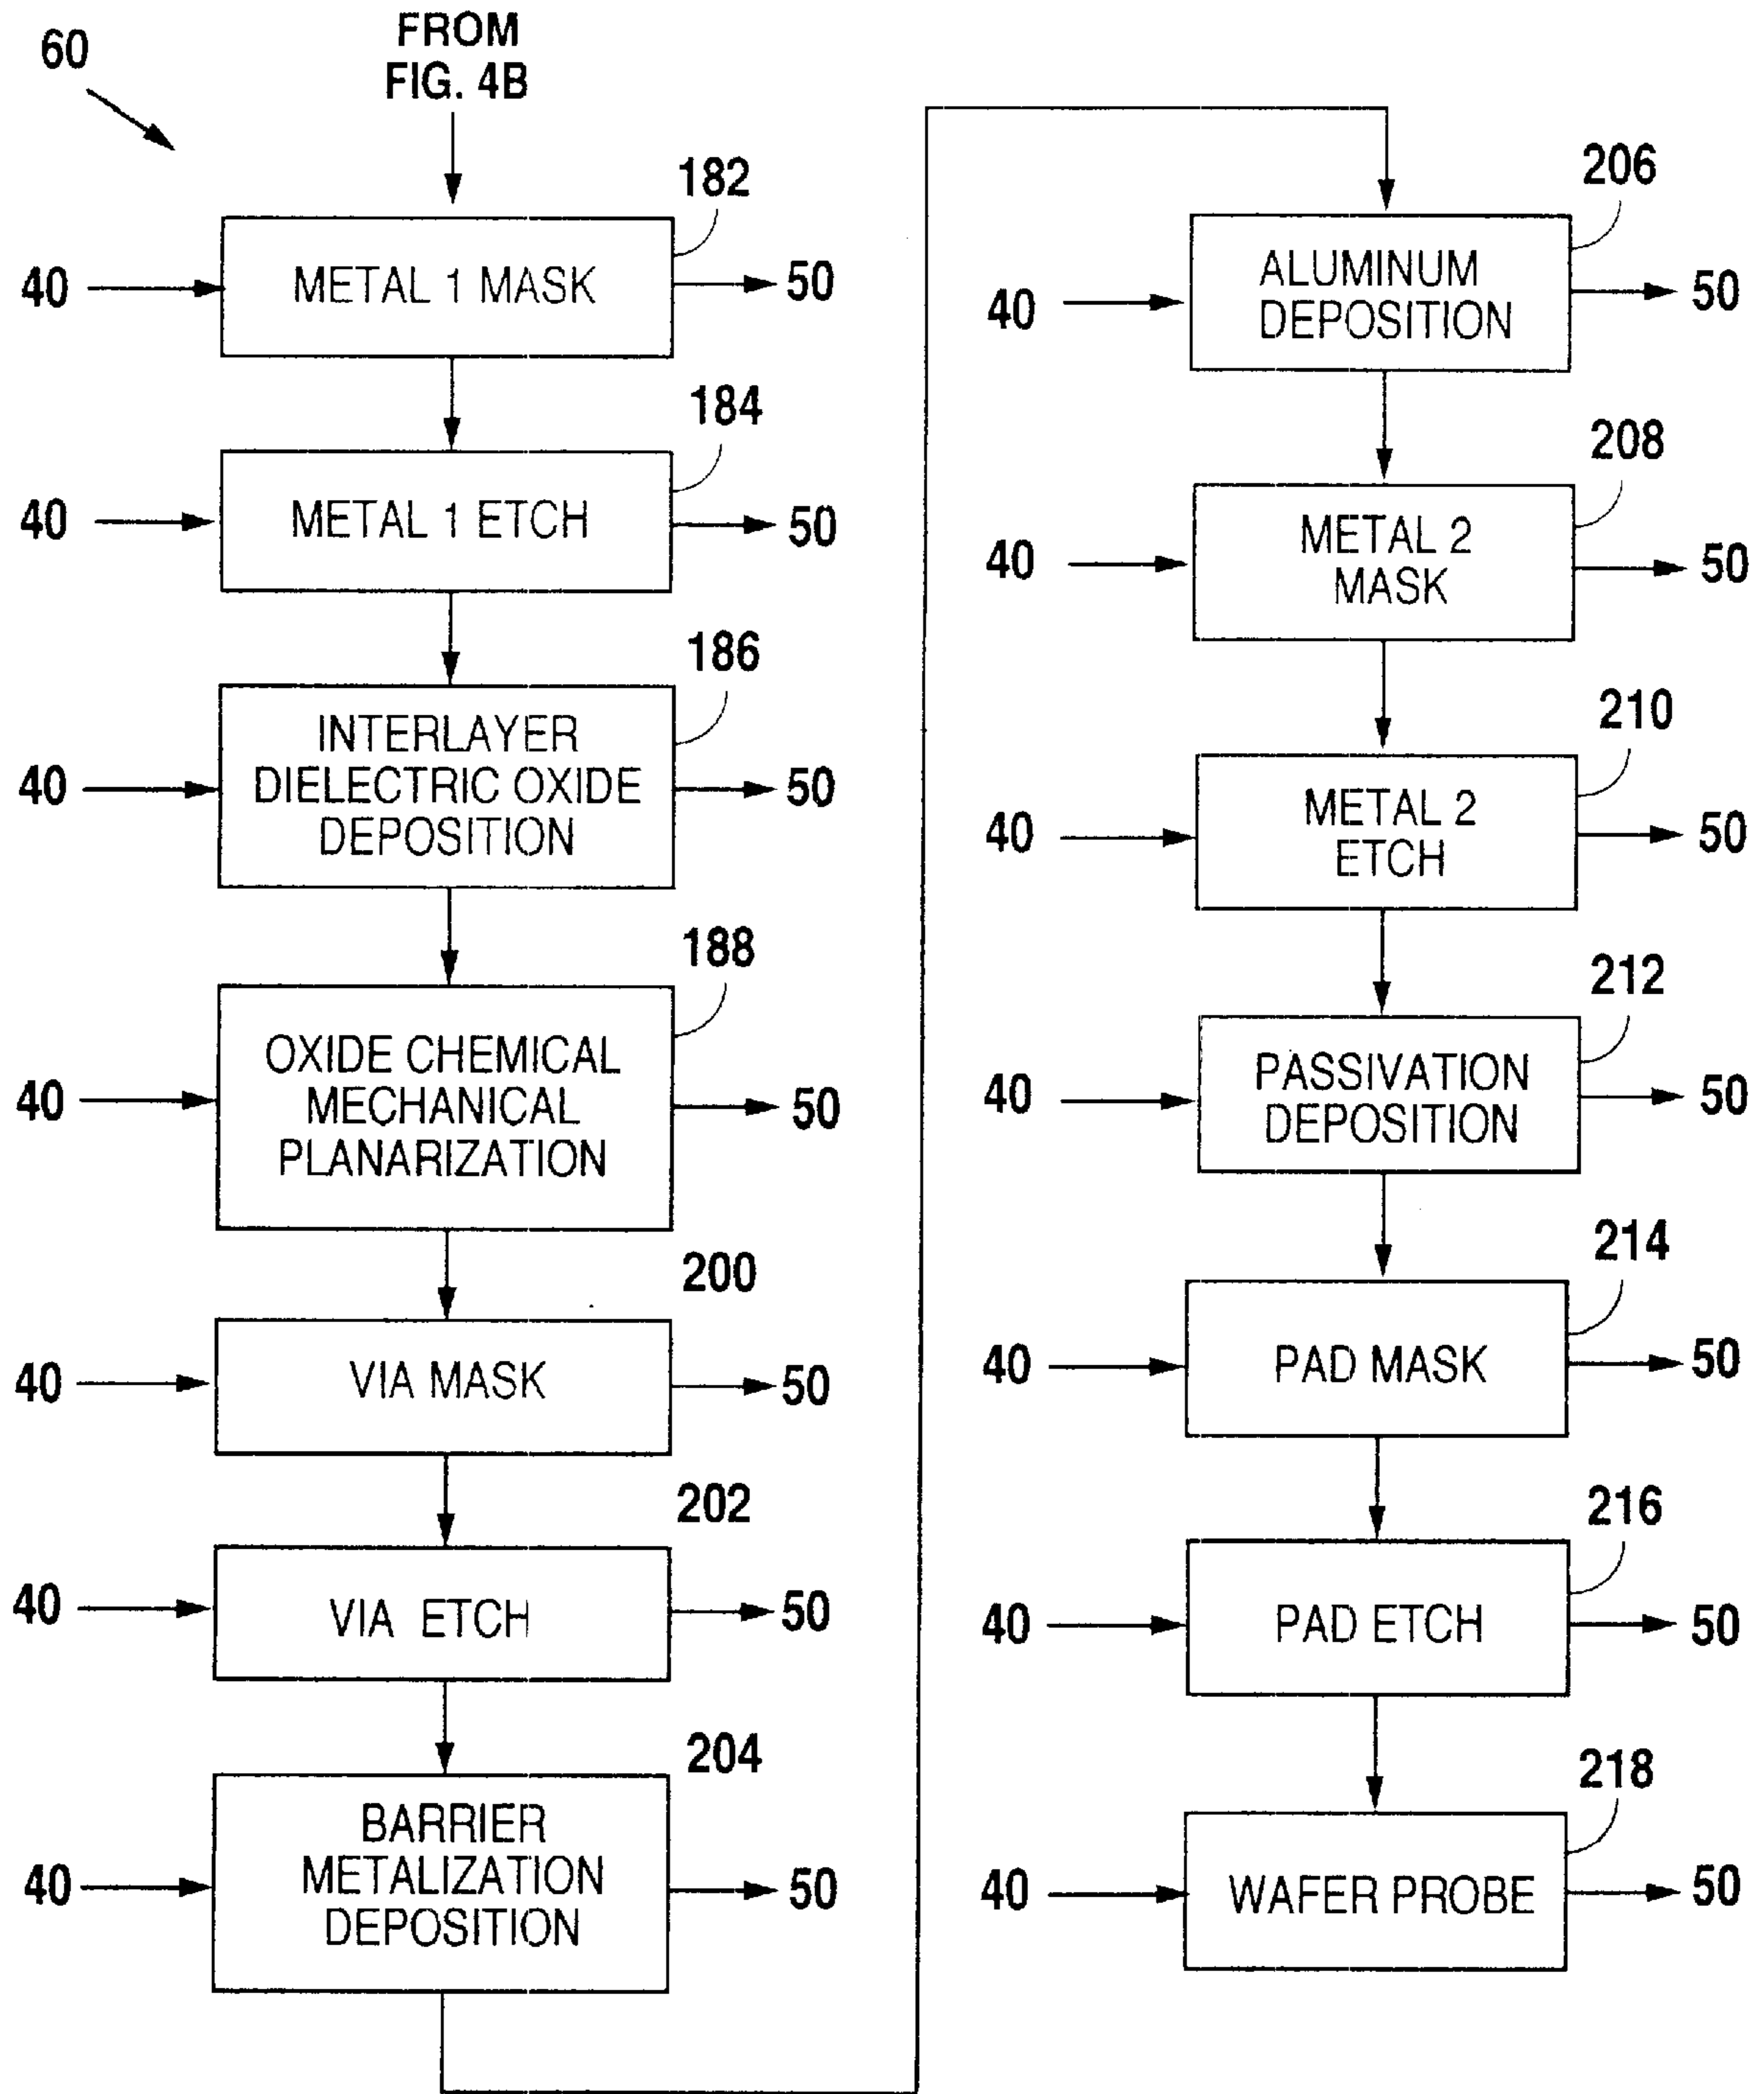 60
FROM
FIG. 4B
182
40
METAL 1 MASK
50
184
40
METAL 1 ETCH
50
186
40
INTERLAYER
DIELECTRIC OXIDE
DEPOSITION
50
188
40
OXIDE CHEMICAL
MECHANICAL
PLANARIZATION
50
200
40
VIA MASK
50
202
40
VIA ETCH
50
204
40
BARRIER
METALIZATION
DEPOSITION
50
206
40
ALUMINUM
DEPOSITION
50
208
40
METAL 2
MASK
50
210
40
METAL 2
ETCH
50
212
40
PASSIVATION
DEPOSITION
50
214
40
PAD MASK
50
216
40
PAD ETCH
50
218
40
WAFER PROBE
50